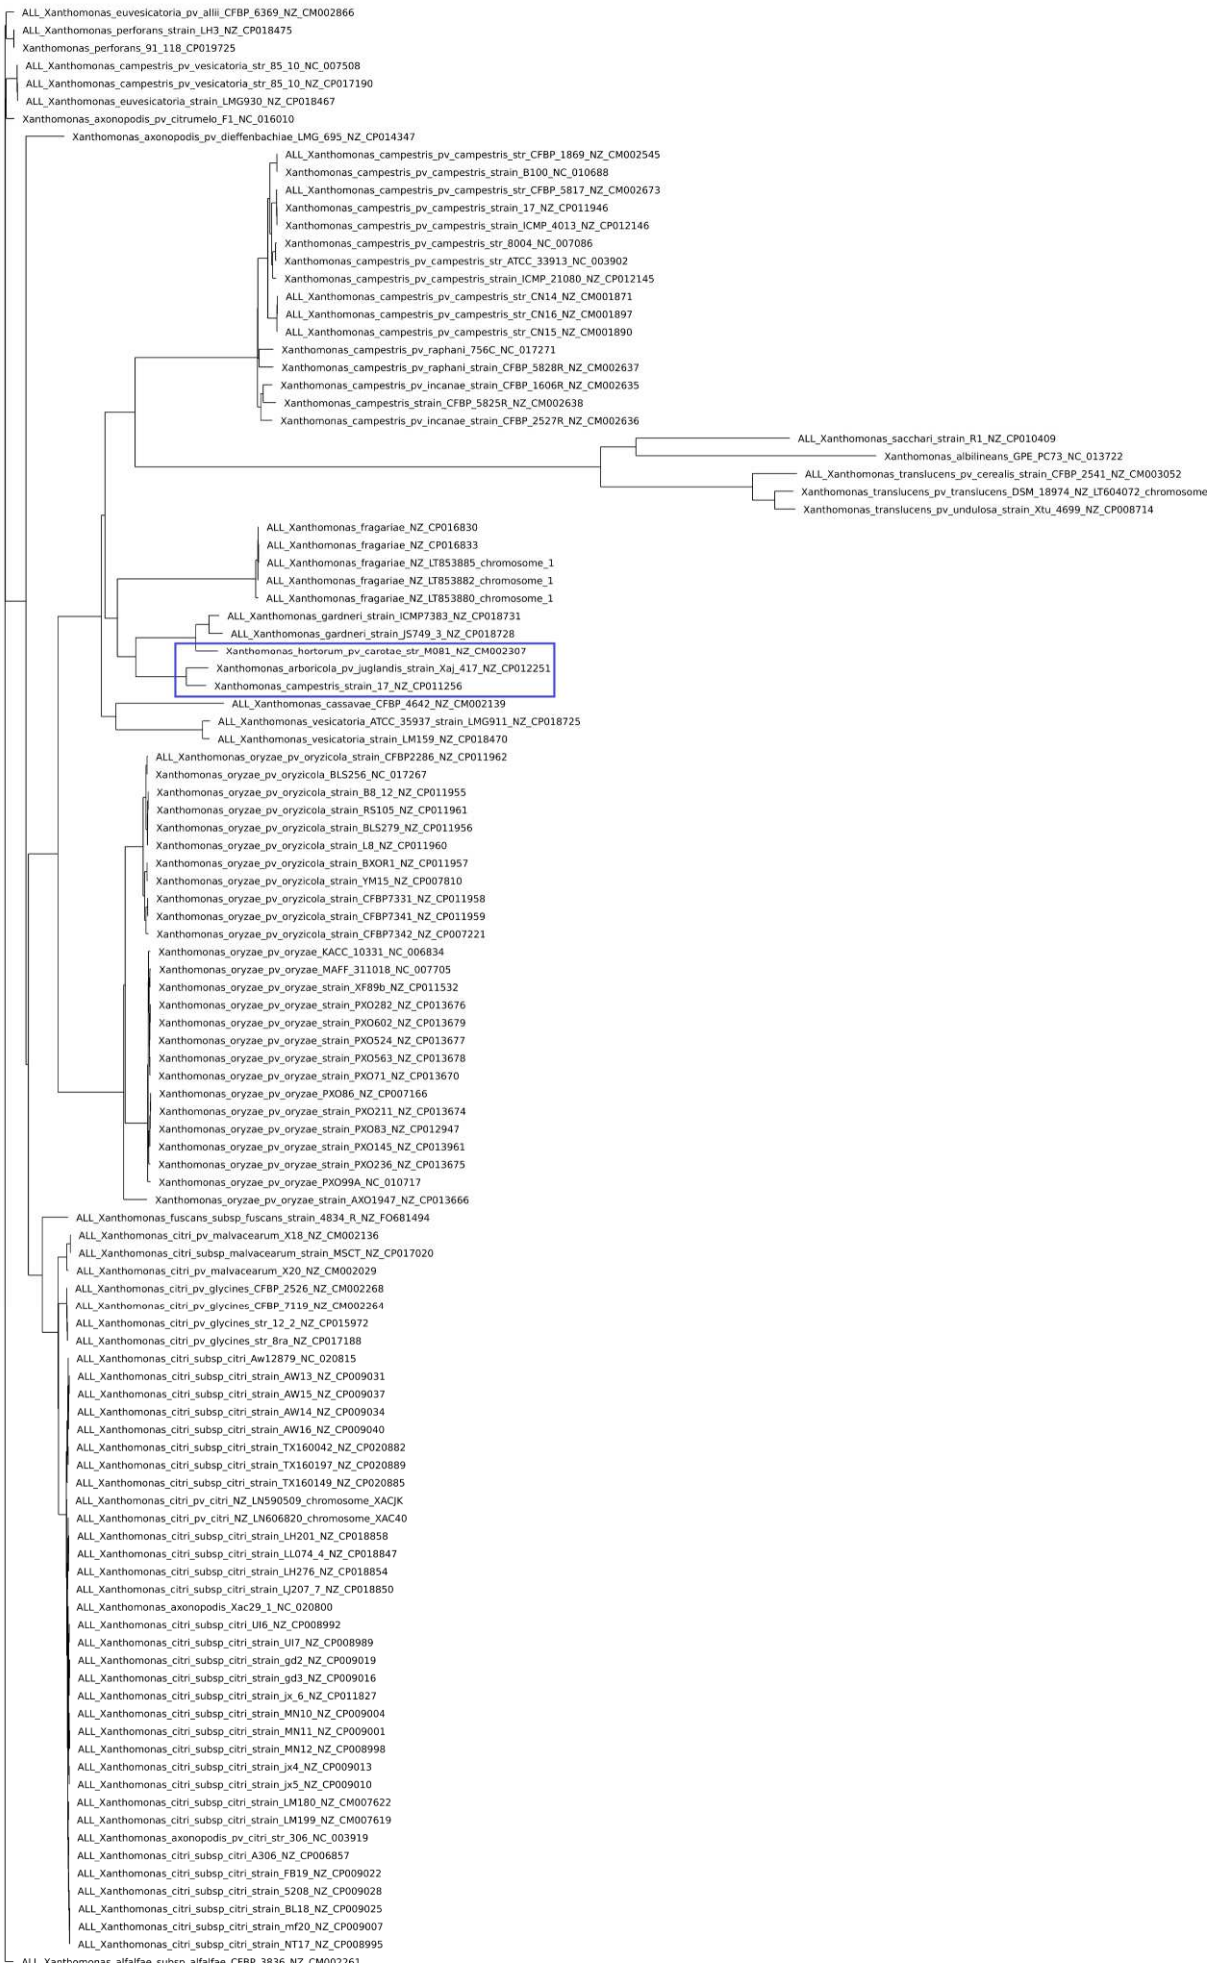 ALL_Xanthomonas_euvesicatoria_pv_allii_CFBP_6369_NZ_CM002866
ALL_Xanthomonas_perforans_strain_LH3_NZ_CP018475
Xanthomonas_perforans_91_118_CP019725
ALL_Xanthomonas_campestris_pv_vesicatoria_str_85_10_NC_007508
ALL_Xanthomonas_campestris_pv_vesicatoria_str_85_10_NZ_CP017190
ALL_Xanthomonas_euvesicatoria_strain_LMG930_NZ_CP018467
Xanthomonas_axonopodis_pv_citrumelo_F1_NC_016010
Xanthomonas_axonopodis_pv_dieffenbachiae_LMG_695_NZ_CP014347
ALL_Xanthomonas_campestris_pv_campestris_str_CFBP_1869_NZ_CM002545
Xanthomonas_campestris_pv_campestris_strain_B100_NC_010688
ALL_Xanthomonas_campestris_pv_campestris_str_CFBP_5817_NZ_CM002673
Xanthomonas_campestris_pv_campestris_strain_17_NZ_CP011946
Xanthomonas_campestris_pv_campestris_strain_ICMP_4013_NZ_CP012146
Xanthomonas_campestris_pv_campestris_str_8004_NC_007086
Xanthomonas_campestris_pv_campestris_str_ATCC_33913_NC_003902
Xanthomonas_campestris_pv_campestris_strain_ICMP_21080_NZ_CP012145
ALL_Xanthomonas_campestris_pv_campestris_str_CN14_NZ_CM001871
ALL_Xanthomonas_campestris_pv_campestris_str_CN16_NZ_CM001897
ALL_Xanthomonas_campestris_pv_campestris_str_CN15_NZ_CM001890
Xanthomonas_campestris_pv_raphani_756C_NC_017271
Xanthomonas_campestris_pv_raphani_strain_CFBP_5828R_NZ_CM002637
Xanthomonas_campestris_pv_incanae_strain_CFBP_1606R_NZ_CM002635
Xanthomonas_campestris_strain_CFBP_5825R_NZ_CM002638
Xanthomonas_campestris_pv_incanae_strain_CFBP_2527R_NZ_CM002636
ALL_Xanthomonas_sacchari_strain_R1_NZ_CP010409
Xanthomonas_albilineans_GPE_PC73_NC_013722
ALL_Xanthomonas_translucens_pv_cerealis_strain_CFBP_2541_NZ_CM003052
Xanthomonas_translucens_pv_translucens_DSM_18974_NZ_LT604072_chromosome
Xanthomonas_translucens_pv_undulosa_strain_Xtu_4699_NZ_CP008714
ALL_Xanthomonas_fragariae_NZ_CP016830
ALL_Xanthomonas_fragariae_NZ_CP016833
ALL_Xanthomonas_fragariae_NZ_LT853885_chromosome_1
ALL_Xanthomonas_fragariae_NZ_LT853882_chromosome_1
ALL_Xanthomonas_fragariae_NZ_LT853880_chromosome_1
ALL_Xanthomonas_gardneri_strain_ICMP7383_NZ_CP018731
ALL_Xanthomonas_gardneri_strain_JS749_3_NZ_CP018728
Xanthomonas_hortorum_pv_carotae_str_M081_NZ_CM002307
Xanthomonas_arboricola_pv_juglandis_strain_Xaj_417_NZ_CP012251
Xanthomonas_campestris_strain_17_NZ_CP011256
ALL_Xanthomonas_cassavae_CFBP_4642_NZ_CM002139
ALL_Xanthomonas_vesicatoria_ATCC_35937_strain_LMG911_NZ_CP018725
ALL_Xanthomonas_vesicatoria_strain_LM159_NZ_CP018470
ALL_Xanthomonas_oryzae_pv_oryzicola_strain_CFBP2286_NZ_CP011962
Xanthomonas_oryzae_pv_oryzicola_BLS256_NC_017267
Xanthomonas_oryzae_pv_oryzicola_strain_B8_12_NZ_CP011955
Xanthomonas_oryzae_pv_oryzicola_strain_RS105_NZ_CP011961
Xanthomonas_oryzae_pv_oryzicola_strain_BLS279_NZ_CP011956
Xanthomonas_oryzae_pv_oryzicola_strain_L8_NZ_CP011960
Xanthomonas_oryzae_pv_oryzicola_strain_BXOR1_NZ_CP011957
Xanthomonas_oryzae_pv_oryzicola_strain_YM15_NZ_CP007810
Xanthomonas_oryzae_pv_oryzicola_strain_CFBP7331_NZ_CP011958
Xanthomonas_oryzae_pv_oryzicola_strain_CFBP7341_NZ_CP011959
Xanthomonas_oryzae_pv_oryzicola_strain_CFBP7342_NZ_CP007221
Xanthomonas_oryzae_pv_oryzae_KACC_10331_NC_006834
Xanthomonas_oryzae_pv_oryzae_MAFF_311018_NC_007705
Xanthomonas_oryzae_pv_oryzae_strain_XF89b_NZ_CP011532
Xanthomonas_oryzae_pv_oryzae_strain_PXO282_NZ_CP013676
Xanthomonas_oryzae_pv_oryzae_strain_PXO602_NZ_CP013679
Xanthomonas_oryzae_pv_oryzae_strain_PXO524_NZ_CP013677
Xanthomonas_oryzae_pv_oryzae_strain_PXO563_NZ_CP013678
Xanthomonas_oryzae_pv_oryzae_strain_PXO71_NZ_CP013670
Xanthomonas_oryzae_pv_oryzae_PXO86_NZ_CP007166
Xanthomonas_oryzae_pv_oryzae_strain_PXO211_NZ_CP013674
Xanthomonas_oryzae_pv_oryzae_strain_PXO83_NZ_CP012947
Xanthomonas_oryzae_pv_oryzae_strain_PXO145_NZ_CP013961
Xanthomonas_oryzae_pv_oryzae_strain_PXO236_NZ_CP013675
Xanthomonas_oryzae_pv_oryzae_PXO99A_NC_010717
Xanthomonas_oryzae_pv_oryzae_strain_AXO1947_NZ_CP013666
ALL_Xanthomonas_fuscans_subsp_fuscans_strain_4834_R_NZ_FO681494
ALL_Xanthomonas_citri_pv_malvacearum_X18_NZ_CM002136
ALL_Xanthomonas_citri_subsp_malvacearum_strain_MSCT_NZ_CP017020
ALL_Xanthomonas_citri_pv_malvacearum_X20_NZ_CM002029
ALL_Xanthomonas_citri_pv_glycines_CFBP_2526_NZ_CM002268
ALL_Xanthomonas_citri_pv_glycines_CFBP_7119_NZ_CM002264
ALL_Xanthomonas_citri_pv_glycines_str_12_2_NZ_CP015972
ALL_Xanthomonas_citri_pv_glycines_str_8ra_NZ_CP017188
ALL_Xanthomonas_citri_subsp_citri_Aw12879_NC_020815
ALL_Xanthomonas_citri_subsp_citri_strain_AW13_NZ_CP009031
ALL_Xanthomonas_citri_subsp_citri_strain_AW15_NZ_CP009037
ALL_Xanthomonas_citri_subsp_citri_strain_AW14_NZ_CP009034
ALL_Xanthomonas_citri_subsp_citri_strain_AW16_NZ_CP009040
ALL_Xanthomonas_citri_subsp_citri_strain_TX160042_NZ_CP020882
ALL_Xanthomonas_citri_subsp_citri_strain_TX160197_NZ_CP020889
ALL_Xanthomonas_citri_subsp_citri_strain_TX160149_NZ_CP020885
ALL_Xanthomonas_citri_pv_citri_NZ_LN590509_chromosome_XACJK
ALL_Xanthomonas_citri_pv_citri_NZ_LN606820_chromosome_XAC40
ALL_Xanthomonas_citri_subsp_citri_strain_LH201_NZ_CP018858
ALL_Xanthomonas_citri_subsp_citri_strain_LL074_4_NZ_CP018847
ALL_Xanthomonas_citri_subsp_citri_strain_LH276_NZ_CP018854
ALL_Xanthomonas_citri_subsp_citri_strain_LJ207_7_NZ_CP018850
ALL_Xanthomonas_axonopodis_Xac29_1_NC_020800
ALL_Xanthomonas_citri_subsp_citri_UI6_NZ_CP008992
ALL_Xanthomonas_citri_subsp_citri_strain_UI7_NZ_CP008989
ALL_Xanthomonas_citri_subsp_citri_strain_gd2_NZ_CP009019
ALL_Xanthomonas_citri_subsp_citri_strain_gd3_NZ_CP009016
ALL_Xanthomonas_citri_subsp_citri_strain_jx_6_NZ_CP011827
ALL_Xanthomonas_citri_subsp_citri_strain_MN10_NZ_CP009004
ALL_Xanthomonas_citri_subsp_citri_strain_MN11_NZ_CP009001
ALL_Xanthomonas_citri_subsp_citri_strain_MN12_NZ_CP008998
ALL_Xanthomonas_citri_subsp_citri_strain_jx4_NZ_CP009013
ALL_Xanthomonas_citri_subsp_citri_strain_jx5_NZ_CP009010
ALL_Xanthomonas_citri_subsp_citri_strain_LM180_NZ_CM007622
ALL_Xanthomonas_citri_subsp_citri_strain_LM199_NZ_CM007619
ALL_Xanthomonas_axonopodis_pv_citri_str_306_NC_003919
ALL_Xanthomonas_citri_subsp_citri_A306_NZ_CP006857
ALL_Xanthomonas_citri_subsp_citri_strain_FB19_NZ_CP009022
ALL_Xanthomonas_citri_subsp_citri_strain_5208_NZ_CP009028
ALL_Xanthomonas_citri_subsp_citri_strain_BL18_NZ_CP009025
ALL_Xanthomonas_citri_subsp_citri_strain_mf20_NZ_CP009007
ALL_Xanthomonas_citri_subsp_citri_strain_NT17_NZ_CP008995
ALL_Xanthomonas_alfalfae_subsp_alfalfae_CFBP_3836_NZ_CM002261